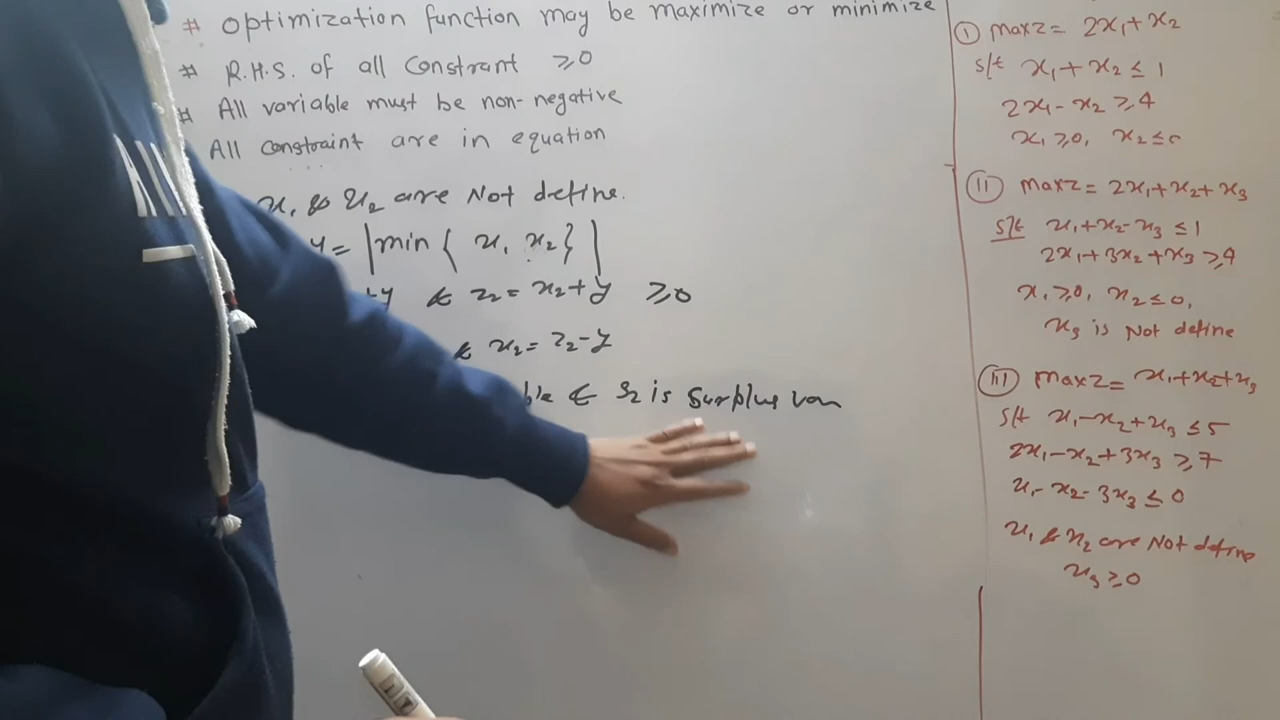 # optimization function may be maximize or minimize
# R.H.S. of all Constrant ≥0
# All variable must be non-negative
All constraint are in equation
x₁ & x₂ are Not define.
y = |min { x₁ x₂ }|
+y & z₂ = x₂+y ≥0
& x₂ = z₂-y
ble & s₂ is surplus var
① max z = 2x₁+x₂
s/t x₁+x₂ ≤ 1
2x₁-x₂ ≥ 4
x₁ ≥0, x₂ ≤0
Ⅱ max z = 2x₁+x₂+x₃
s/t x₁+x₂-x₃ ≤ 1
2x₁+3x₂+x₃ ≥ 4
x₁ ≥0, x₂ ≤0,
x₃ is Not define
Ⅲ max z = x₁+x₂+x₃
s/t x₁-x₂+x₃ ≤ 5
2x₁-x₂+3x₃ ≥ 7
x₁-x₂-3x₃ ≤ 0
x₁ & x₂ are Not define
x₃ ≥0